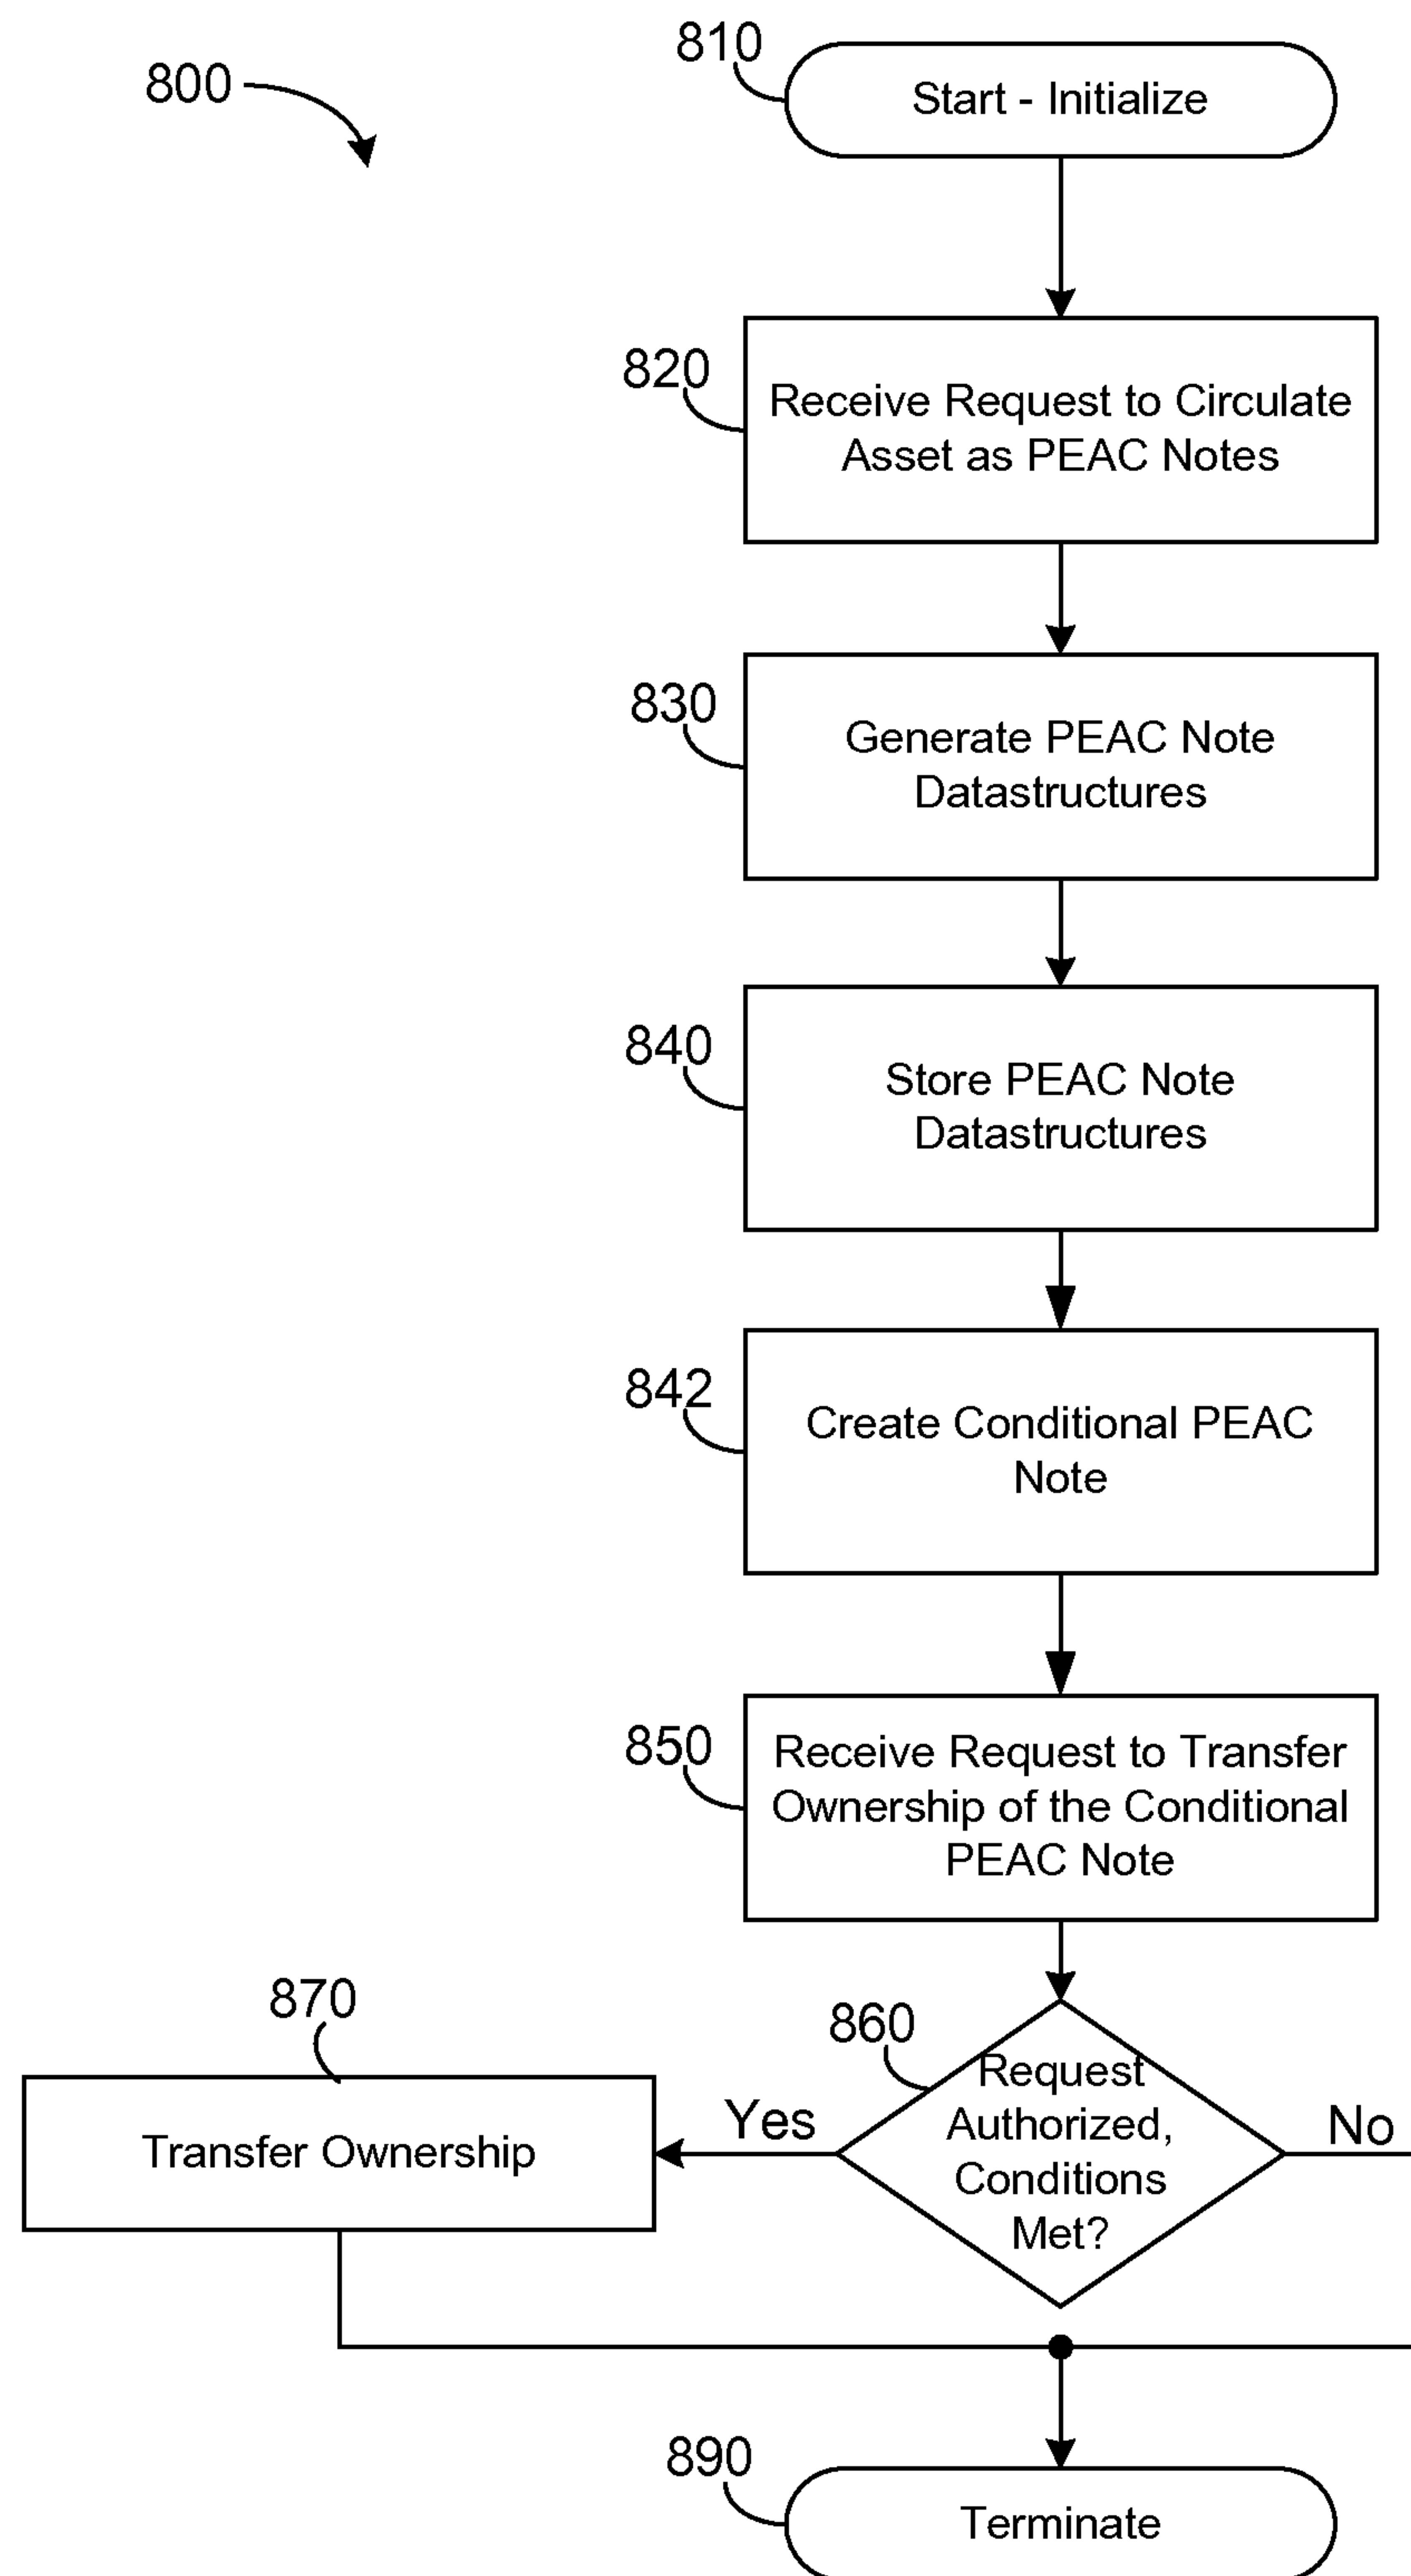 810
800
Start - Initialize
820
Receive Request to Circulate
Asset as PEAC Notes
830
Generate PEAC Note
Datastructures
840
Store PEAC Note
Datastructures
842
Create Conditional PEAC
Note
850
Receive Request to Transfer
Ownership of the Conditional
PEAC Note
870
860
Request
Authorized,
Conditions
Met?
Yes
No
Transfer Ownership
890
Terminate